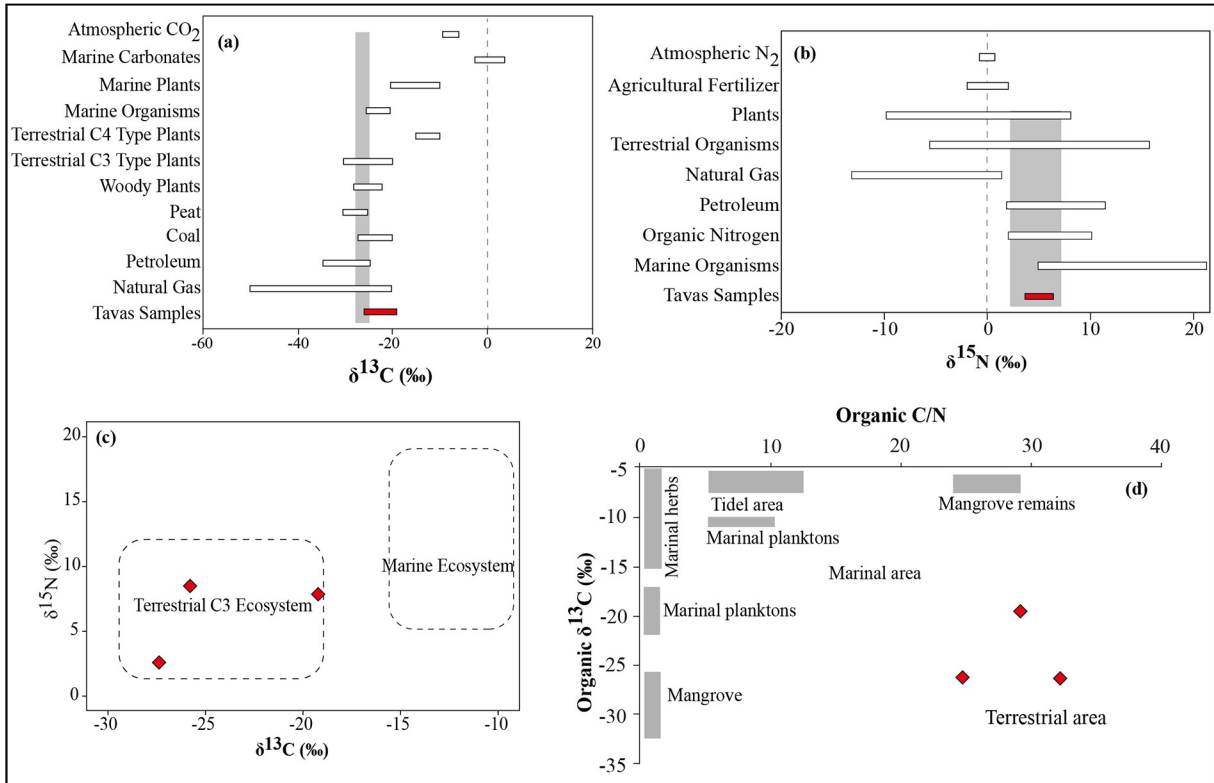 (a)
Atmospheric CO2
Marine Carbonates
Marine Plants
Marine Organisms
Terrestrial C4 Type Plants
Terrestrial C3 Type Plants
Woody Plants
Peat
Coal
Petroleum
Natural Gas
Tavas Samples
-60 -40 -20 0 20
δ13C (‰)
(b)
Atmospheric N2
Agricultural Fertilizer
Plants
Terrestrial Organisms
Natural Gas
Petroleum
Organic Nitrogen
Marine Organisms
Tavas Samples
-20 -10 0 10 20
δ15N (‰)
(c)
20
15
10
5
0
δ15N (‰)
Marine Ecosystem
Terrestrial C3 Ecosystem
-30 -25 -20 -15 -10
δ13C (‰)
Organic C/N
0 10 20 30 40
(d)
-5
-10
-15
-20
-25
-30
-35
Organic δ13C (‰)
Marinal herbs
Tidel area
Mangrove remains
Marinal planktons
Marinal area
Marinal planktons
Mangrove
Terrestrial area